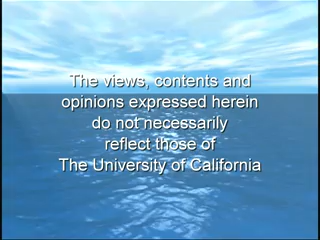 The views, contents and
opinions expressed herein
do not necessarily
reflect those of
The University of California